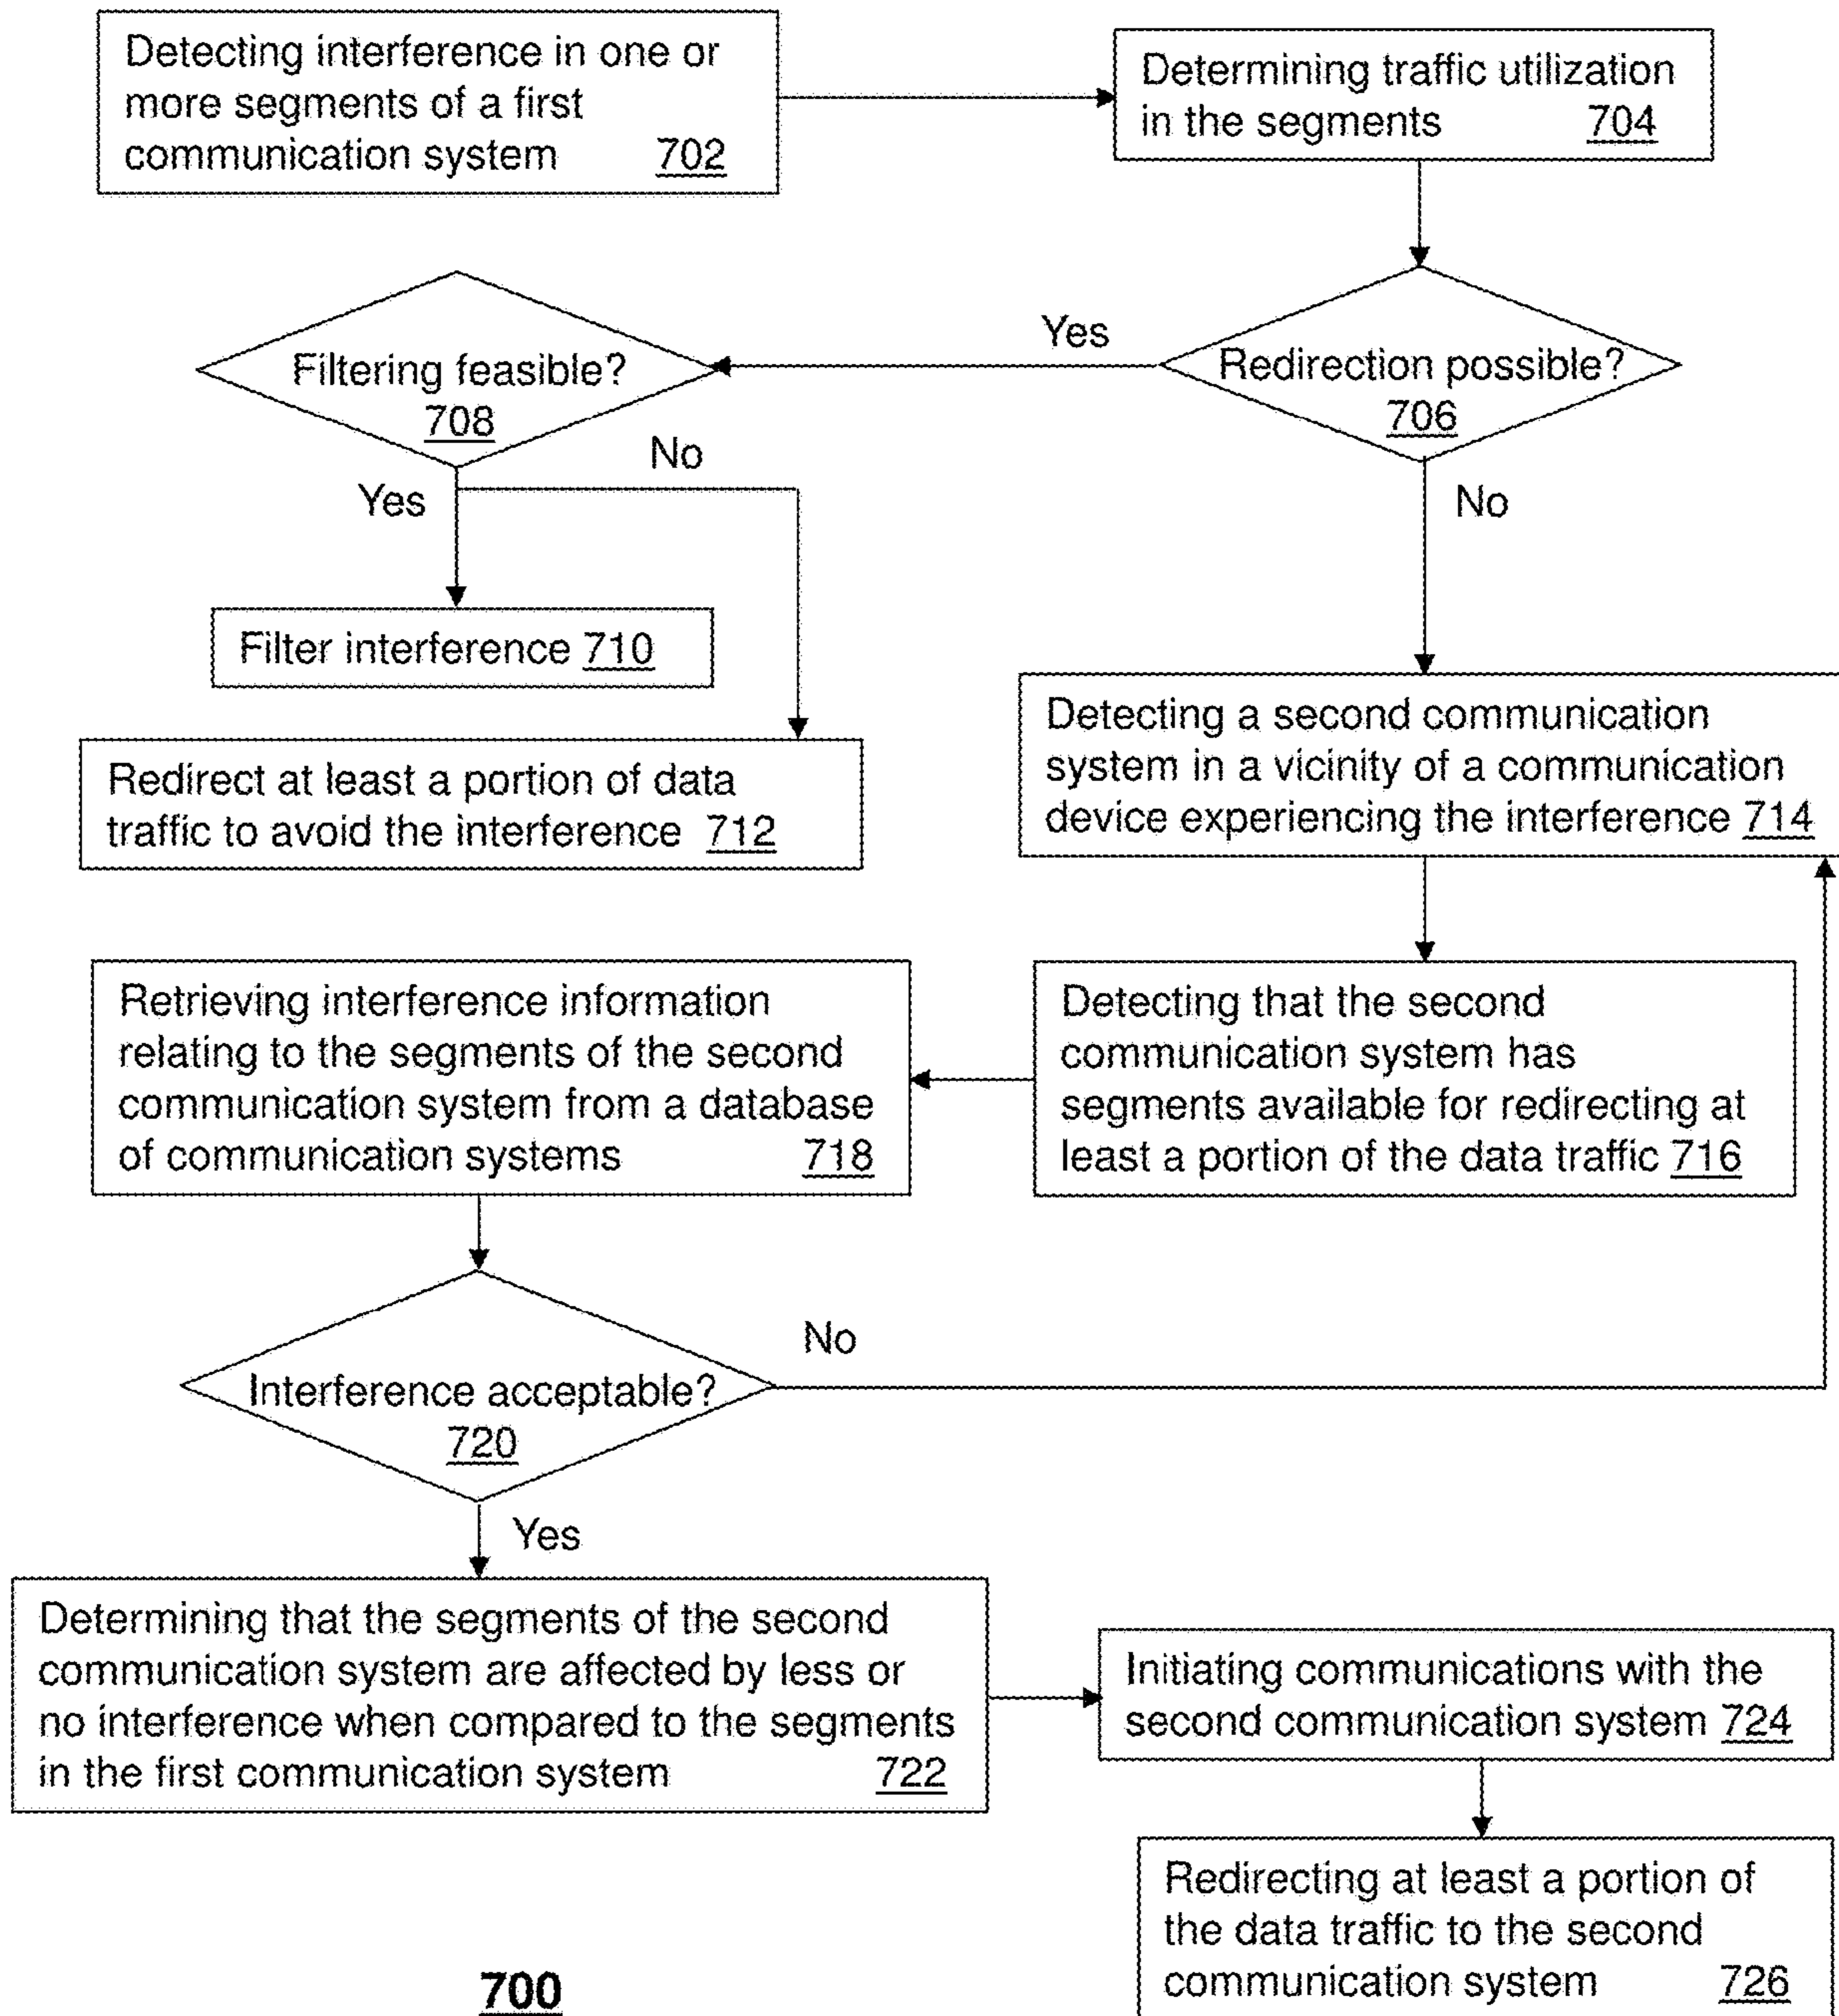 Detecting interference in one or
more segments of a first
communication system 702
Determining traffic utilization
in the segments 704
Redirection possible?
706
Yes
No
Filtering feasible?
708
No
Yes
Filter interference 710
Redirect at least a portion of data
traffic to avoid the interference 712
Detecting a second communication
system in a vicinity of a communication
device experiencing the interference 714
Detecting that the second
communication system has
segments available for redirecting at
least a portion of the data traffic 716
Retrieving interference information
relating to the segments of the second
communication system from a database
of communication systems 718
Interference acceptable?
720
No
Yes
Determining that the segments of the second
communication system are affected by less or
no interference when compared to the segments
in the first communication system 722
Initiating communications with the
second communication system 724
Redirecting at least a portion of
the data traffic to the second
communication system 726
700